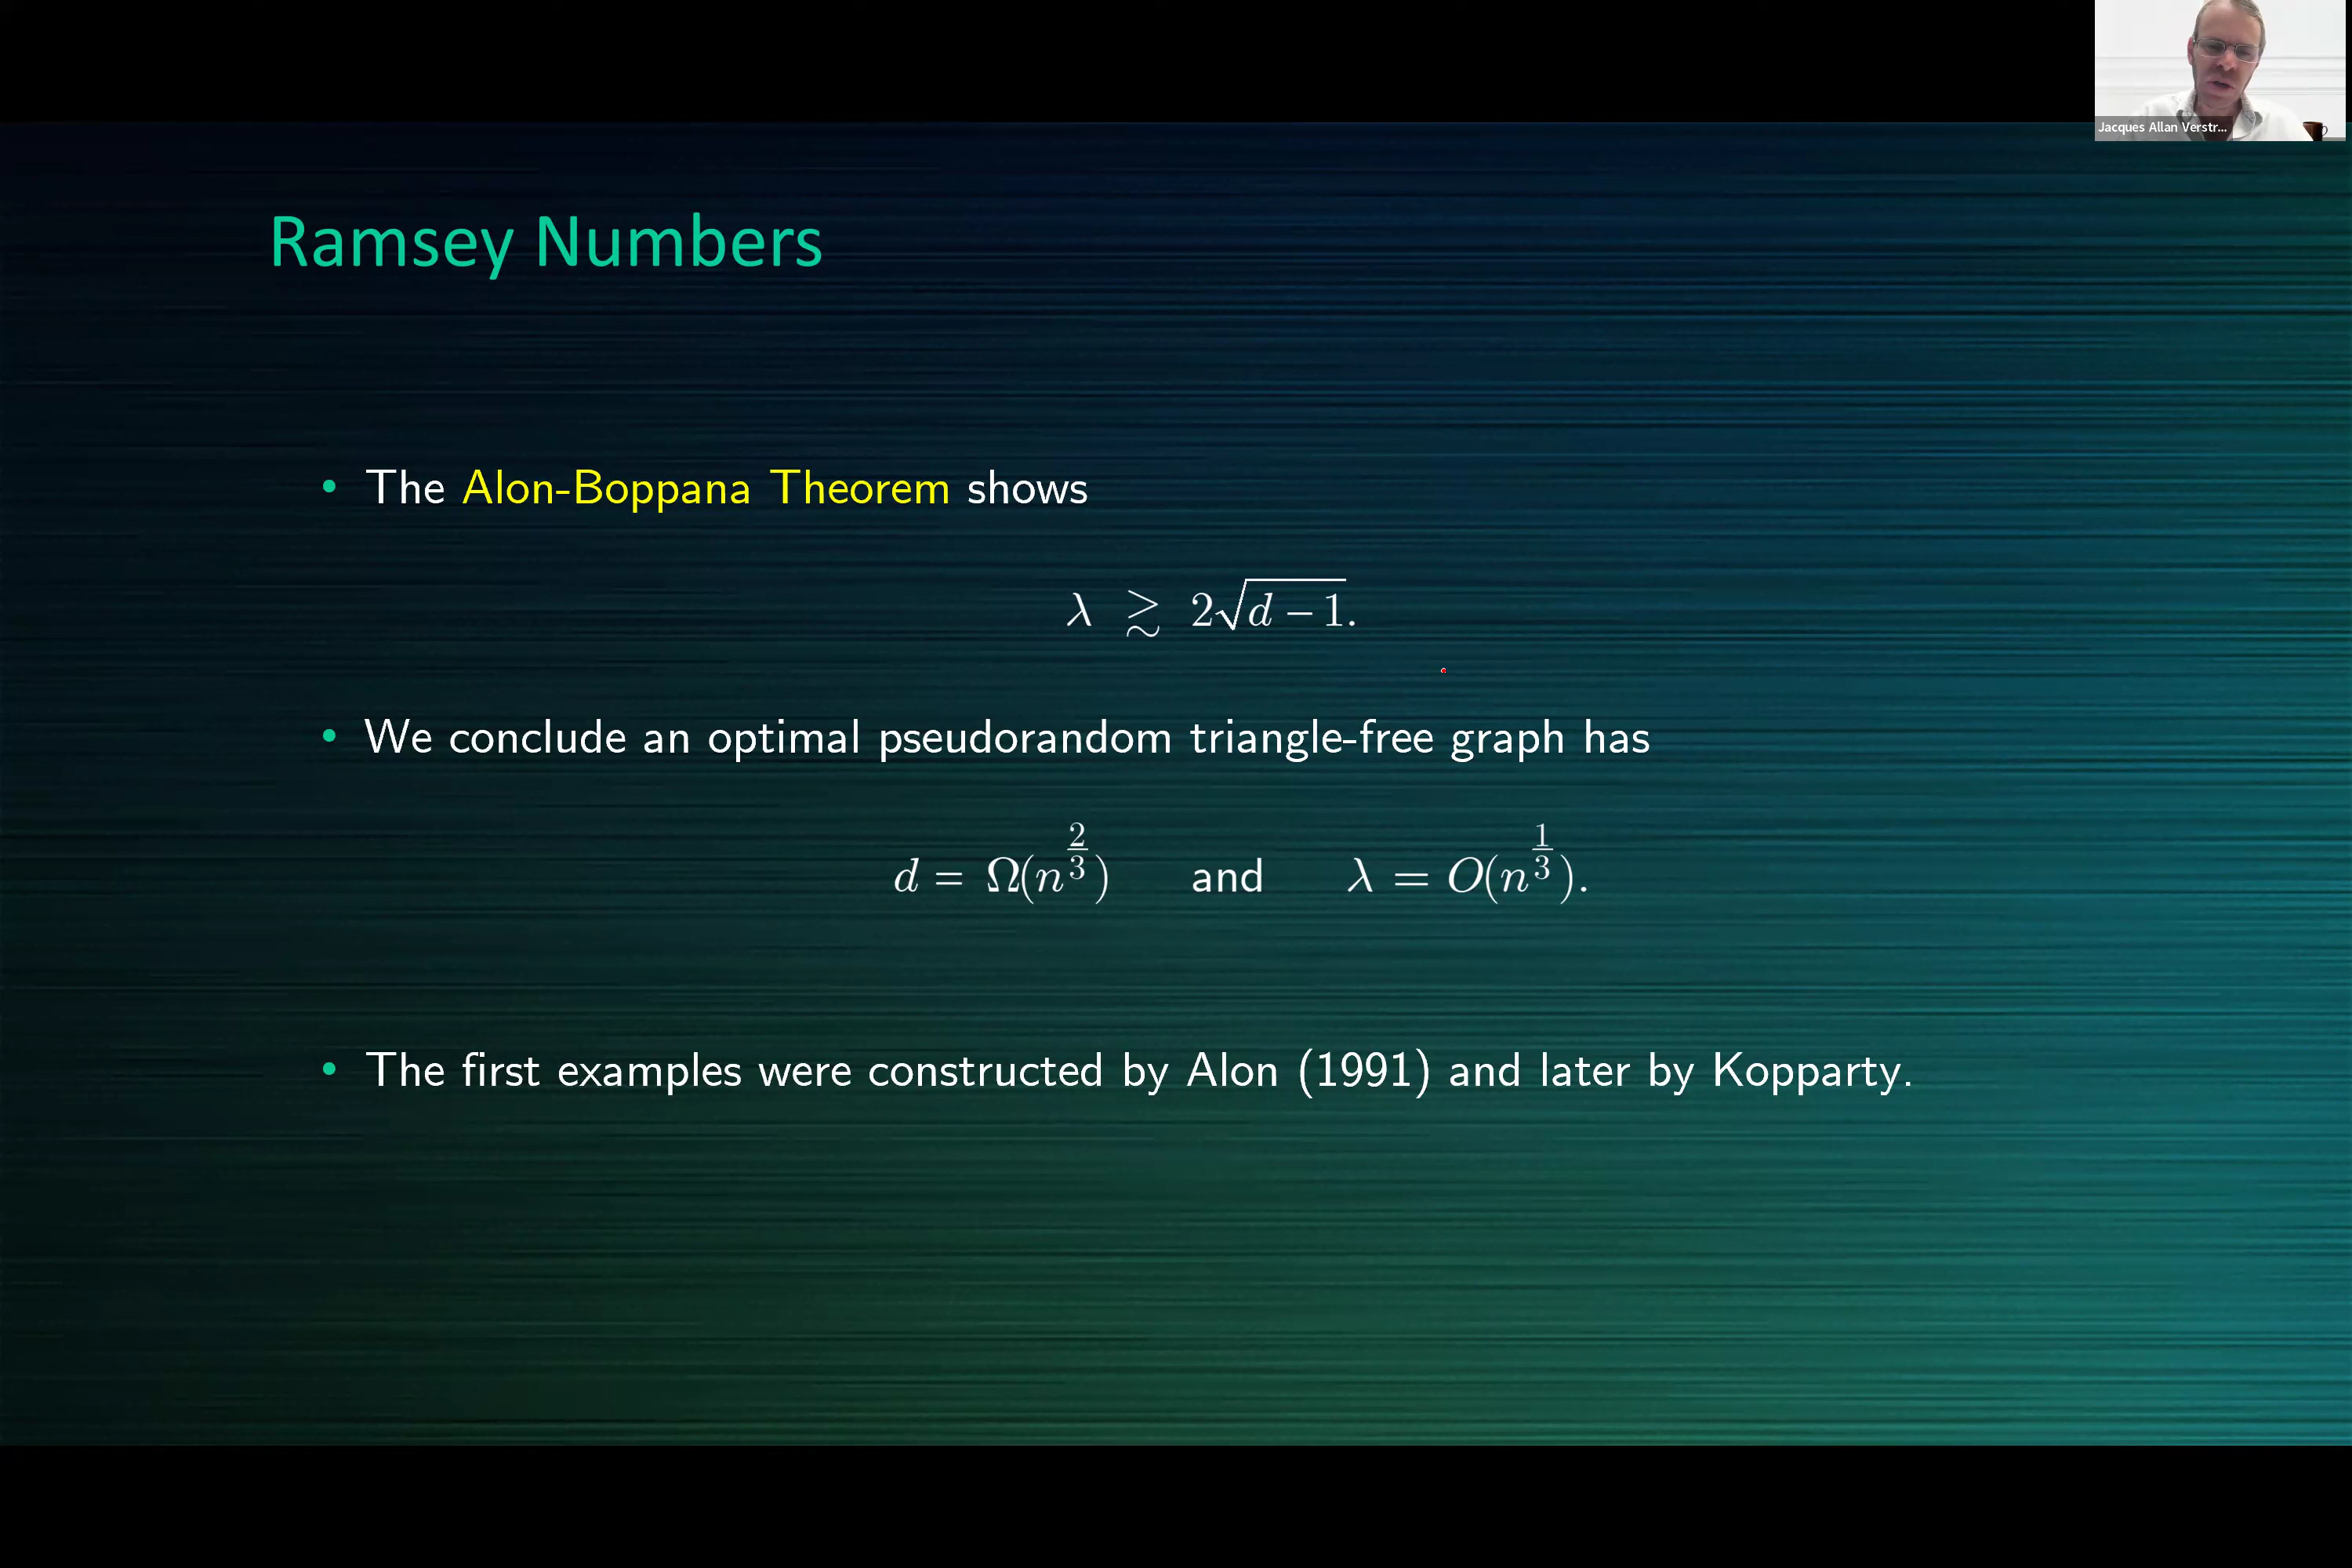 Jacques Allan Verstr...
Ramsey Numbers
• The Alon-Boppana Theorem shows
λ ≳ 2√(d − 1).
• We conclude an optimal pseudorandom triangle-free graph has
d = Ω(n^{2/3}) and λ = O(n^{1/3}).
• The first examples were constructed by Alon (1991) and later by Kopparty.